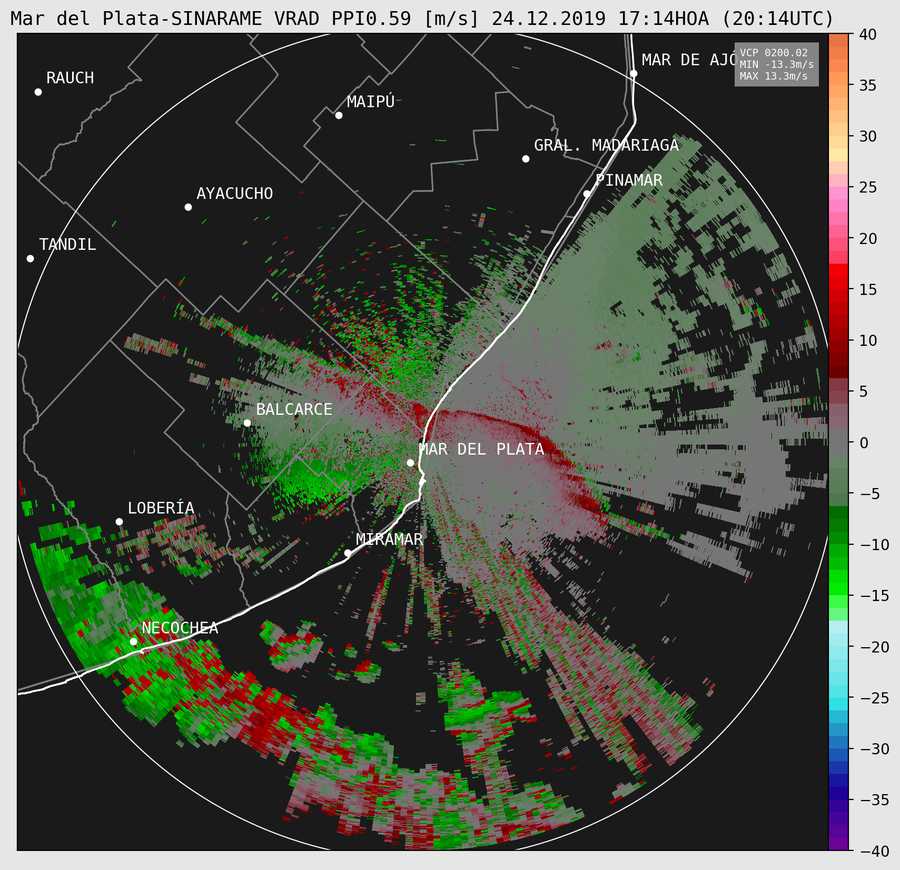 Mar del Plata-SINARAME VRAD PPI0.59 [m/s] 24.12.2019 17:14HOA (20:14UTC)
VCP 0200.02
MIN -13.3m/s
MAX 13.3m/s
MAR DE AJÓ
RAUCH
MAIPÚ
GRAL. MADARIAGA
PINAMAR
AYACUCHO
TANDIL
BALCARCE
MAR DEL PLATA
LOBERÍA
MIRAMAR
NECOCHEA
40
35
30
25
20
15
10
5
0
−5
−10
−15
−20
−25
−30
−35
−40